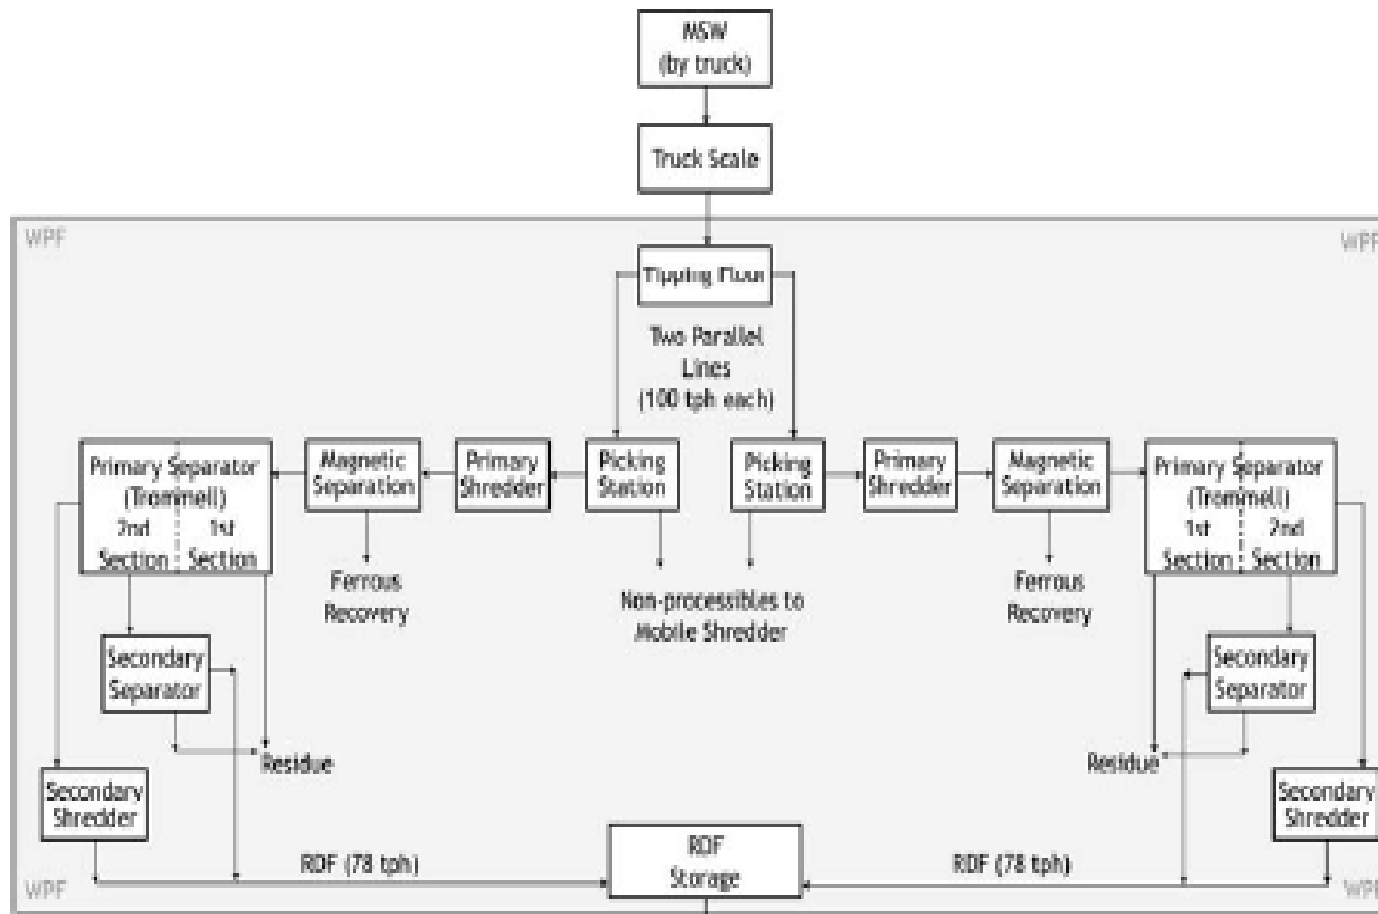 MSW
(by truck)
Truck Scale
WPF
WPF
Tipping Floor
Two Parallel
Lines
(100 tph each)
Primary Separator
(Trommell)
2nd
Section
1st
Section
Magnetic
Separation
Primary
Shredder
Picking
Station
Picking
Station
Primary
Shredder
Magnetic
Separation
Primary Separator
(Trommell)
1st
Section
2nd
Section
Ferrous
Recovery
Non-processibles to
Mobile Shredder
Ferrous
Recovery
Secondary
Separator
Secondary
Separator
Residue
Residue
Secondary
Shredder
Secondary
Shredder
RDF (78 tph)
RDF
Storage
RDF (78 tph)
WPF
WPF